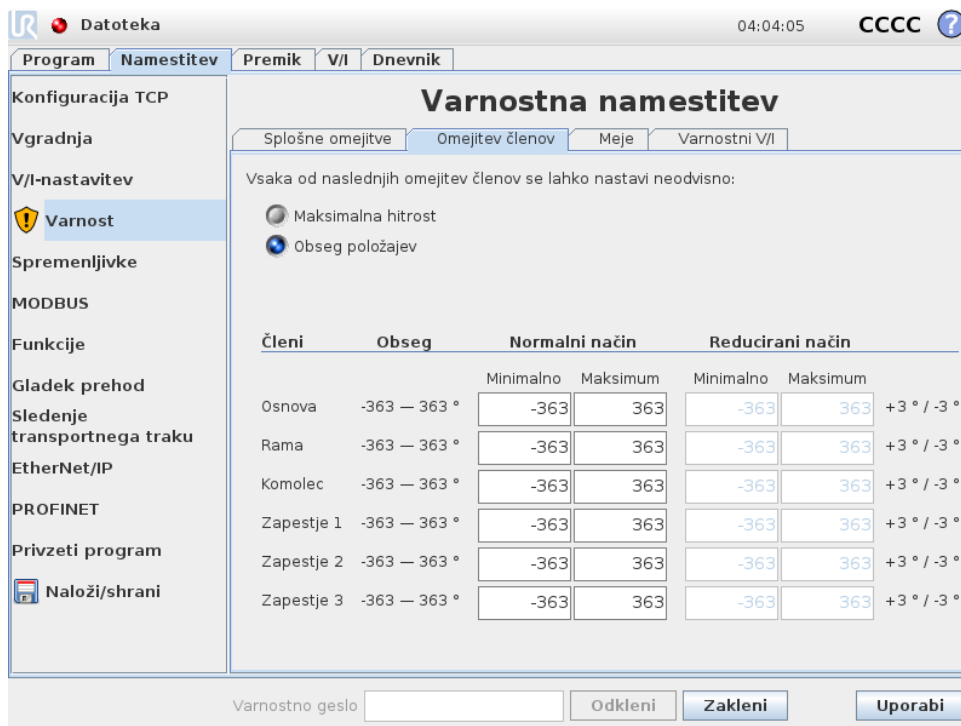 UR Datoteka 04:04:05 CCCC ?
Program Namestitev Premik V/I Dnevnik
Konfiguracija TCP
Vgradnja
V/I-nastavitev
Varnost
Spremenljivke
MODBUS
Funkcije
Gladek prehod
Sledenje
transportnega traku
EtherNet/IP
PROFINET
Privzeti program
Naloži/shrani
Varnostna namestitev
Splošne omejitve Omejitev členov Meje Varnostni V/I
Vsaka od naslednjih omejitev členov se lahko nastavi neodvisno:
Maksimalna hitrost
Obseg položajev
Členi Obseg Normalni način Reducirani način
Minimalno Maksimum Minimalno Maksimum
Osnova -363 — 363 ° -363 363 -363 363 +3 ° / -3 °
Rama -363 — 363 ° -363 363 -363 363 +3 ° / -3 °
Komolec -363 — 363 ° -363 363 -363 363 +3 ° / -3 °
Zapestje 1 -363 — 363 ° -363 363 -363 363 +3 ° / -3 °
Zapestje 2 -363 — 363 ° -363 363 -363 363 +3 ° / -3 °
Zapestje 3 -363 — 363 ° -363 363 -363 363 +3 ° / -3 °
Varnostno geslo Odkleni Zakleni Uporabi